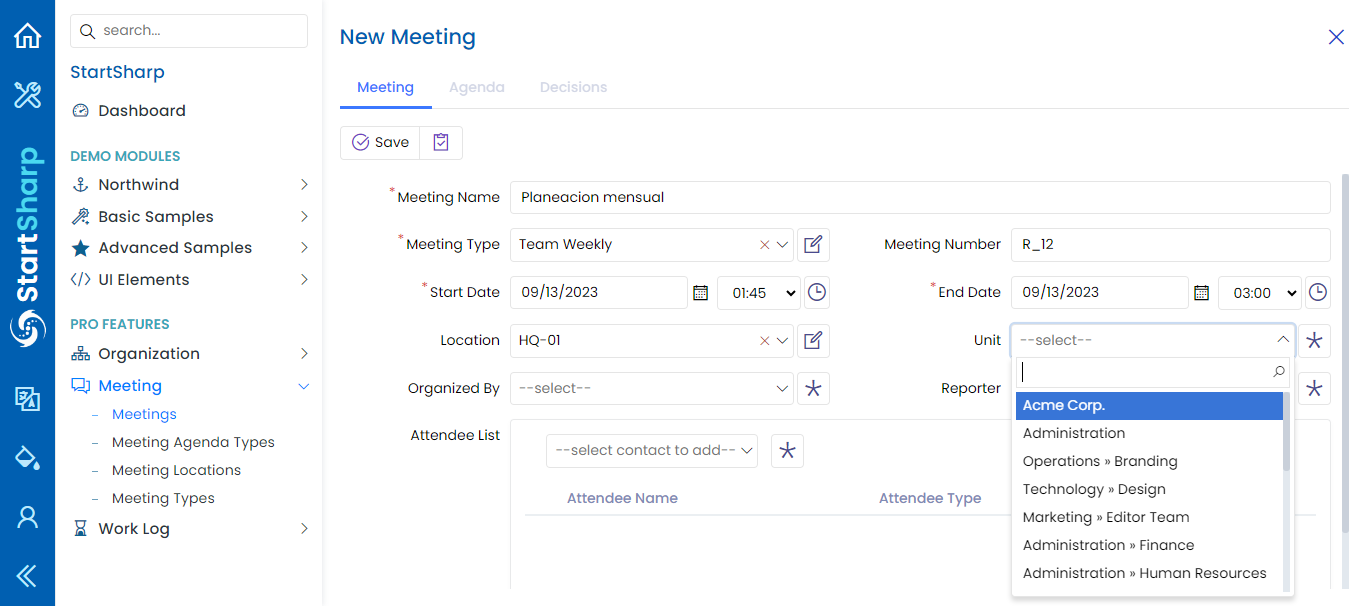 search...
StartSharp
Dashboard
DEMO MODULES
Northwind
Basic Samples
Advanced Samples
UI Elements
PRO FEATURES
Organization
Meeting
Meetings
Meeting Agenda Types
Meeting Locations
Meeting Types
Work Log
StartSharp
New Meeting
Meeting Agenda Decisions
Save
*Meeting Name Planeacion mensual
*Meeting Type Team Weekly Meeting Number R_12
*Start Date 09/13/2023 01:45 *End Date 09/13/2023 03:00
Location HQ-01 Unit --select--
Organized By --select-- Reporter
Attendee List --select contact to add--
Attendee Name Attendee Type
Acme Corp.
Administration
Operations » Branding
Technology » Design
Marketing » Editor Team
Administration » Finance
Administration » Human Resources